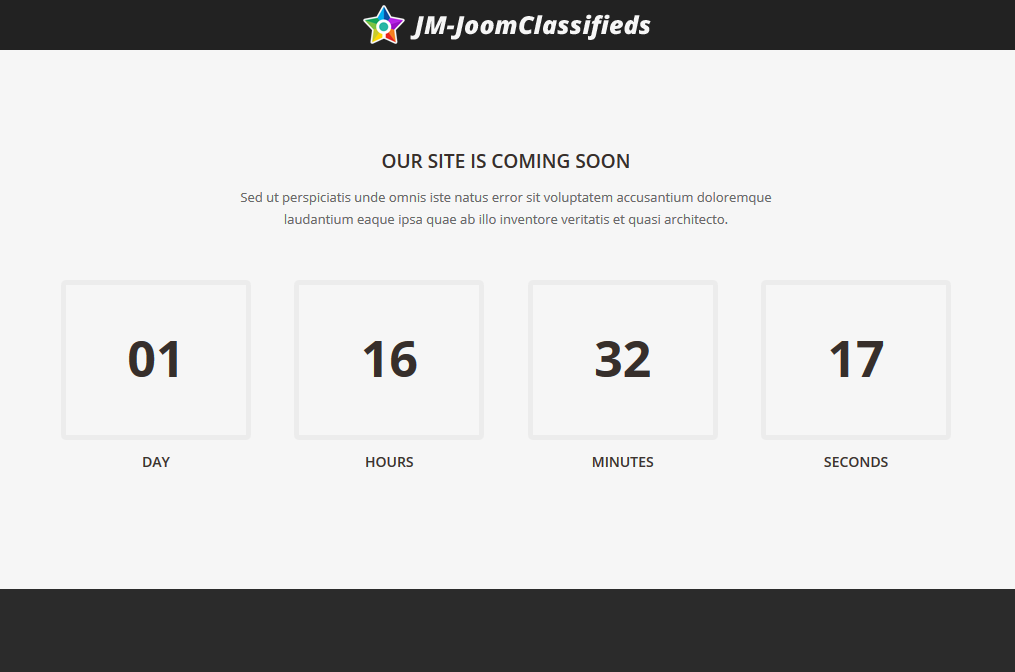 JM-JoomClassifieds
OUR SITE IS COMING SOON
Sed ut perspiciatis unde omnis iste natus error sit voluptatem accusantium doloremque
laudantium eaque ipsa quae ab illo inventore veritatis et quasi architecto.
01 16 32 17
DAY HOURS MINUTES SECONDS